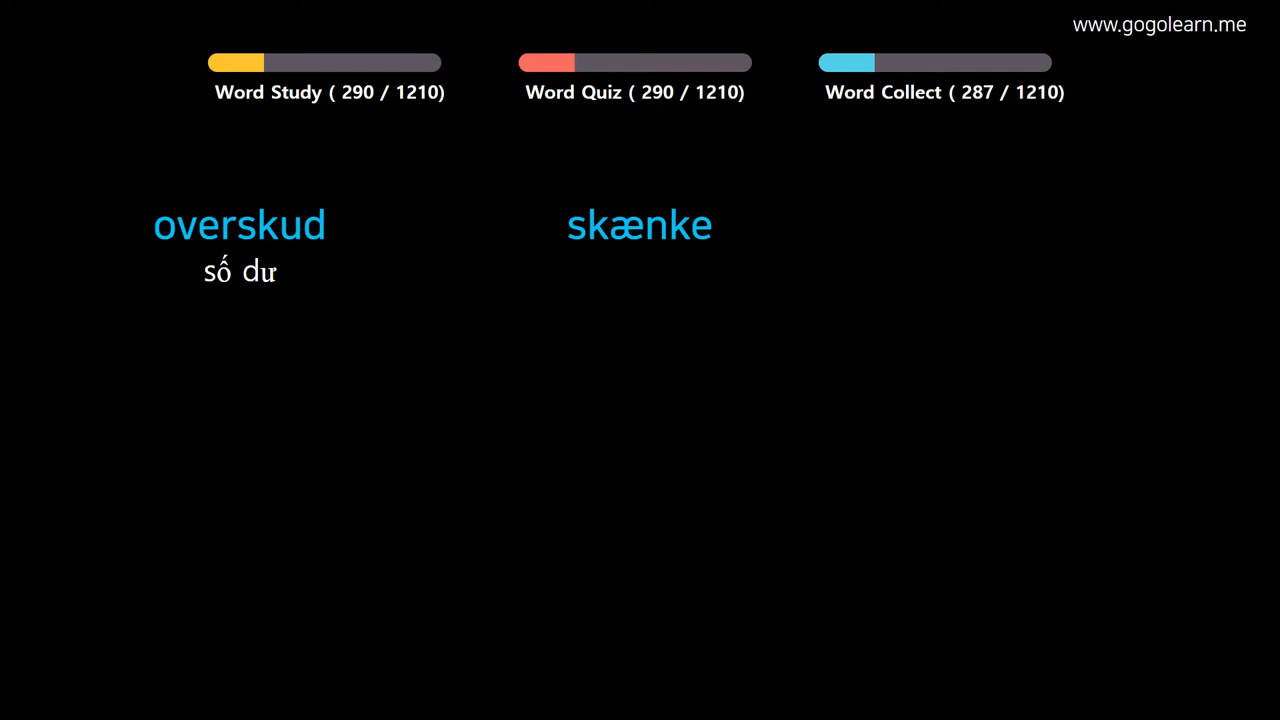 www.gogolearn.me
Word Study ( 290 / 1210)
Word Quiz ( 290 / 1210)
Word Collect ( 287 / 1210)
overskud
số dư
skænke